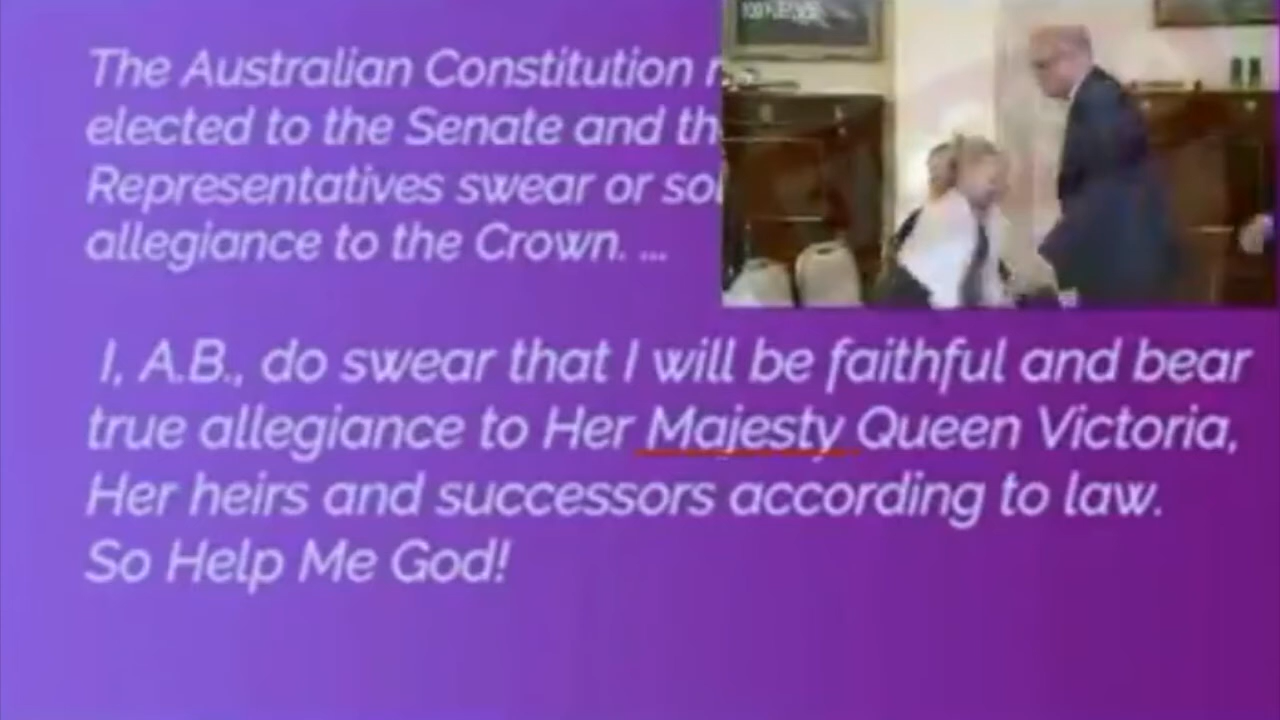 The Australian Constitution
elected to the Senate and th
Representatives swear or sol
allegiance to the Crown. ...
I, A.B., do swear that I will be faithful and bear
true allegiance to Her Majesty Queen Victoria,
Her heirs and successors according to law.
So Help Me God!